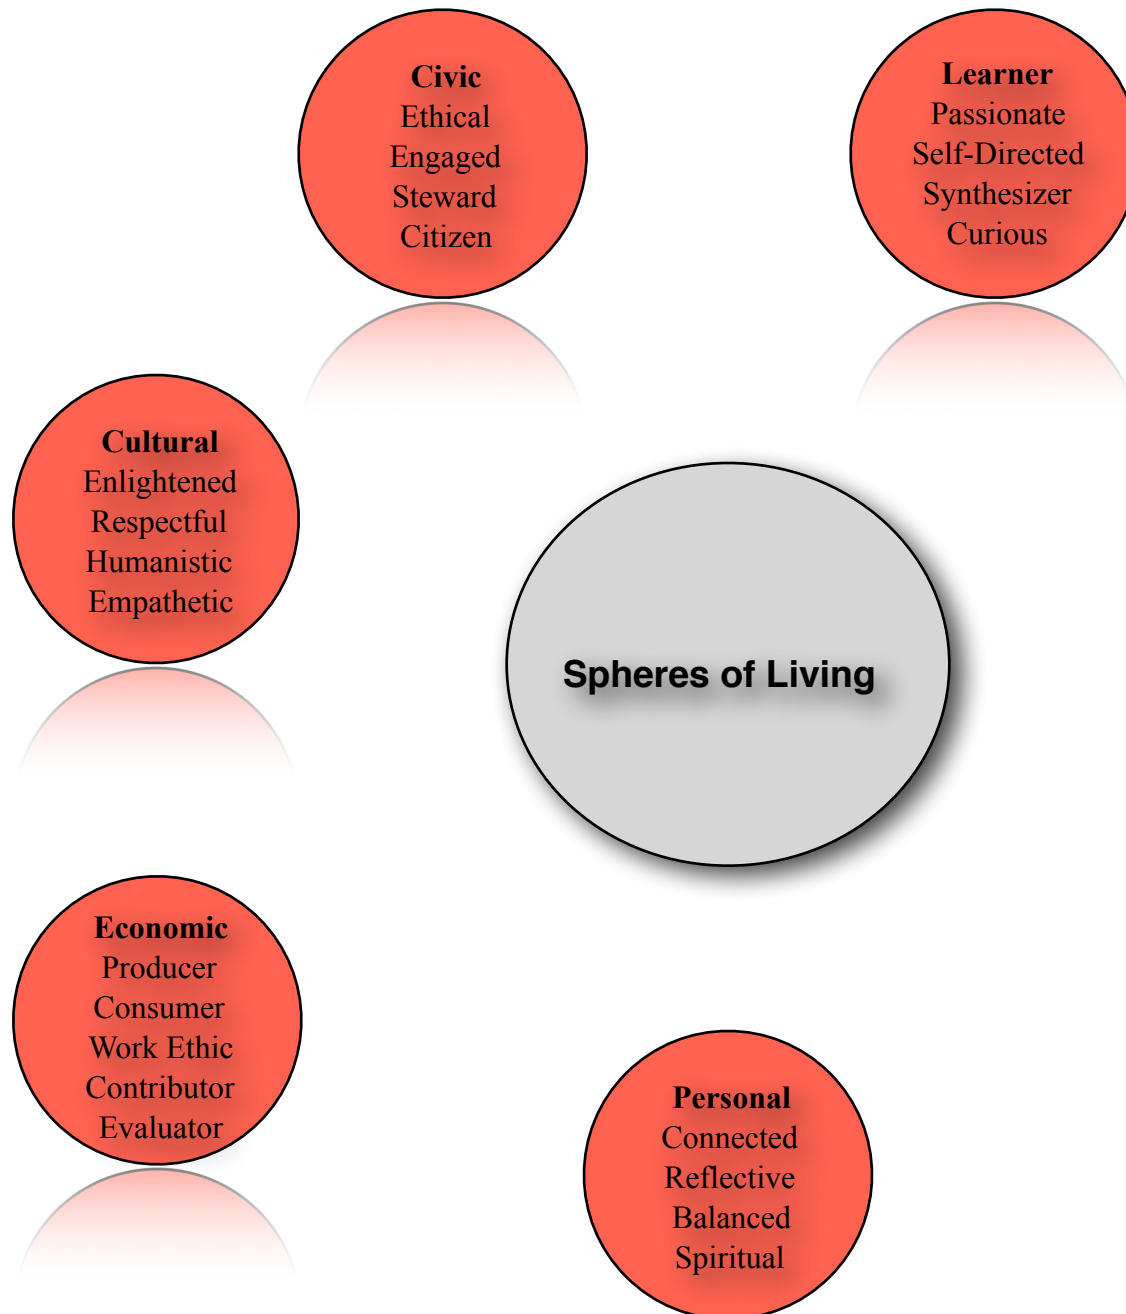 Civic
Ethical
Engaged
Steward
Citizen
Learner
Passionate
Self-Directed
Synthesizer
Curious
Cultural
Enlightened
Respectful
Humanistic
Empathetic
Spheres of Living
Economic
Producer
Consumer
Work Ethic
Contributor
Evaluator
Personal
Connected
Reflective
Balanced
Spiritual